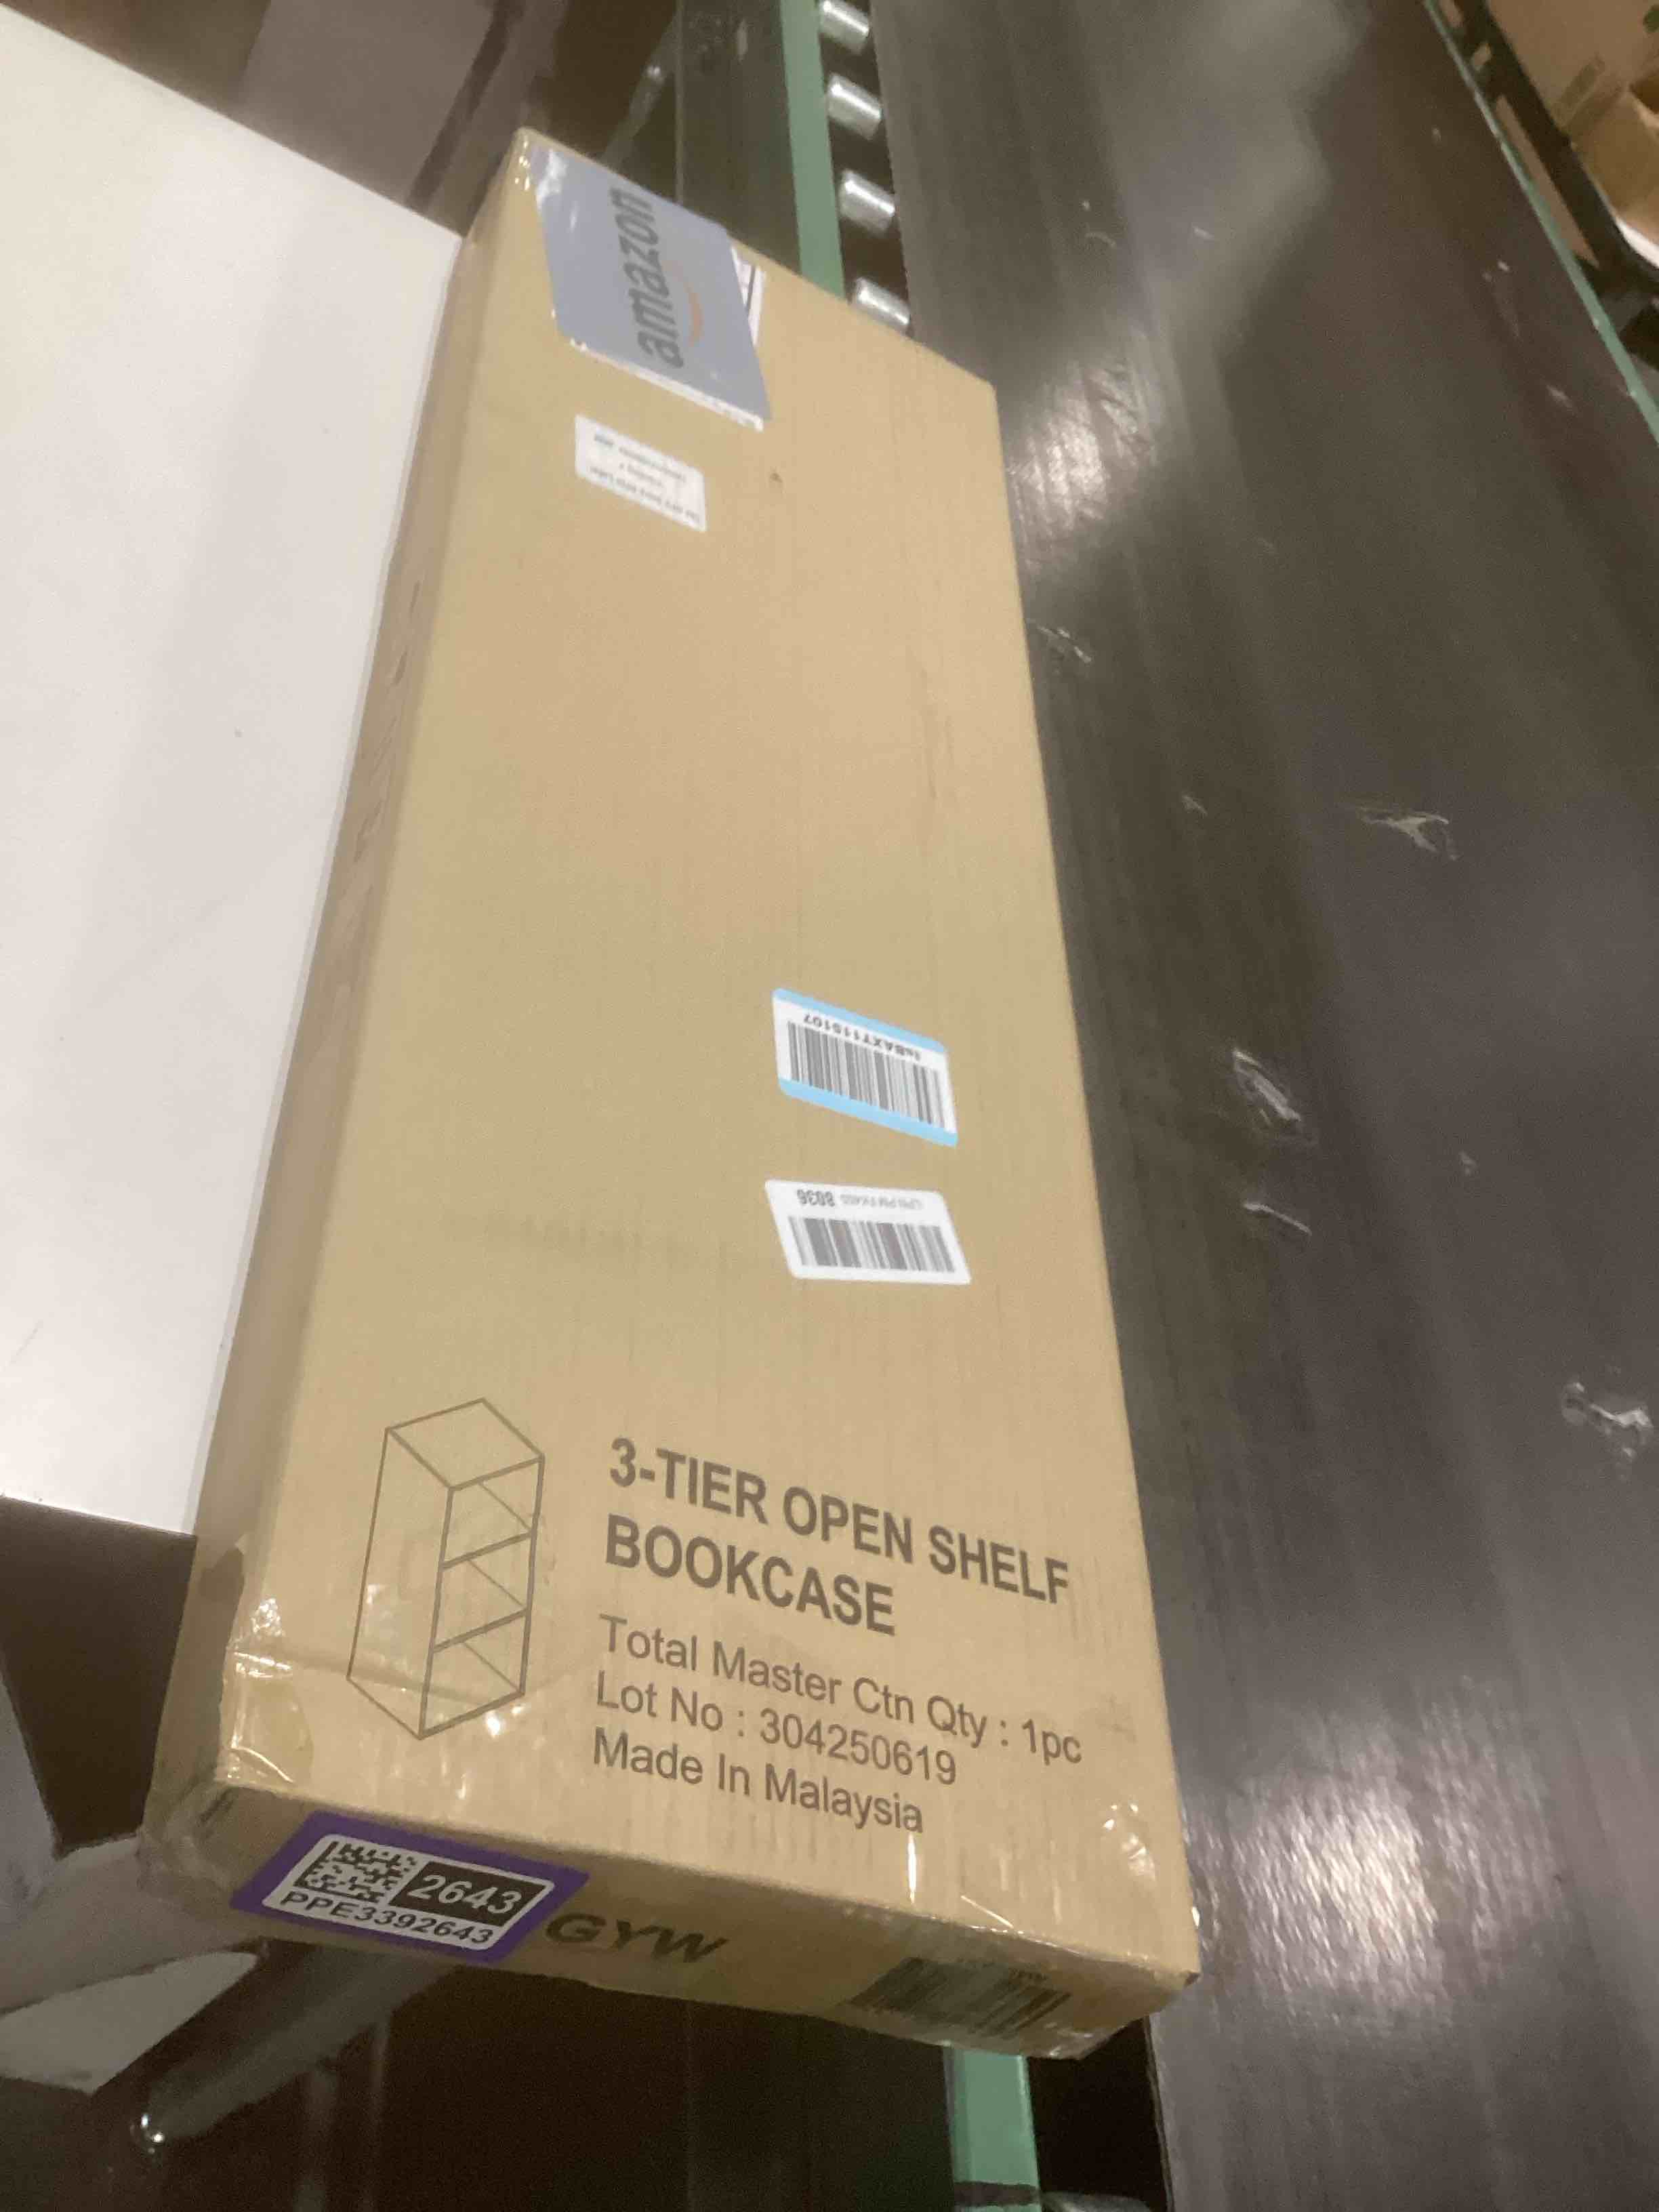 amazon
8036
3-TIER OPEN SHELF
BOOKCASE
Total Master Ctn Qty : 1pc
Lot No : 304250619
Made In Malaysia
2643
PPE3392643
GYW